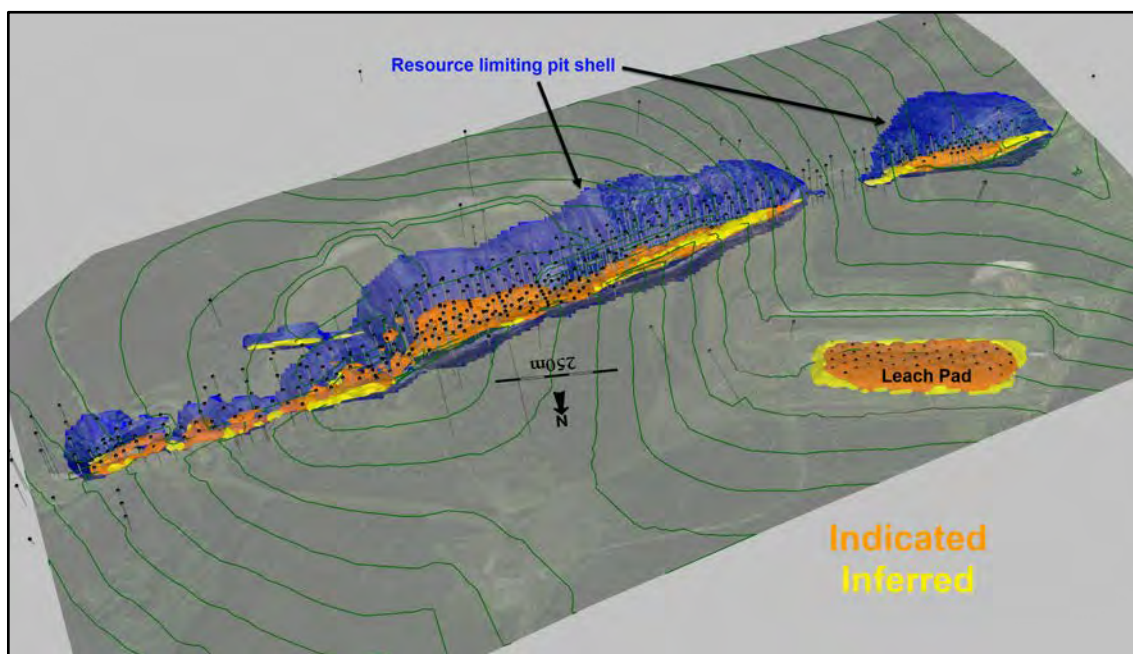 Resource limiting pit shell
250m
N
Leach Pad
Indicated
Inferred